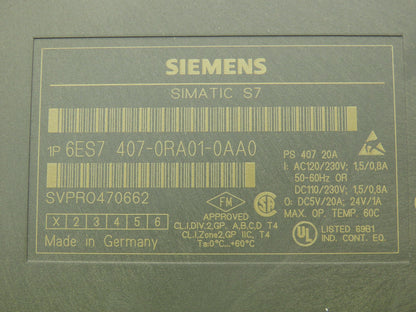 SIEMENS
SIMATIC S7
1P 6ES7 407-0RA01-0AA0
SVPR0470662
X 2 3 4 5 6
Made in Germany
FM
APPROVED
CL.I,DIV.2,GP. A,B,C,D T4
CL.I,Zone2,GP IIC, T4
Ta:0°C...+60°C
PS 407 20A
I: AC120/230V; 1,5/0,8A
50-60Hz OR
DC110/230V; 1,5/0,8A
O: DC5V/20A; 24V/1A
MAX. OP. TEMP. 60C
UL LISTED 69B1
IND. CONT. EQ.